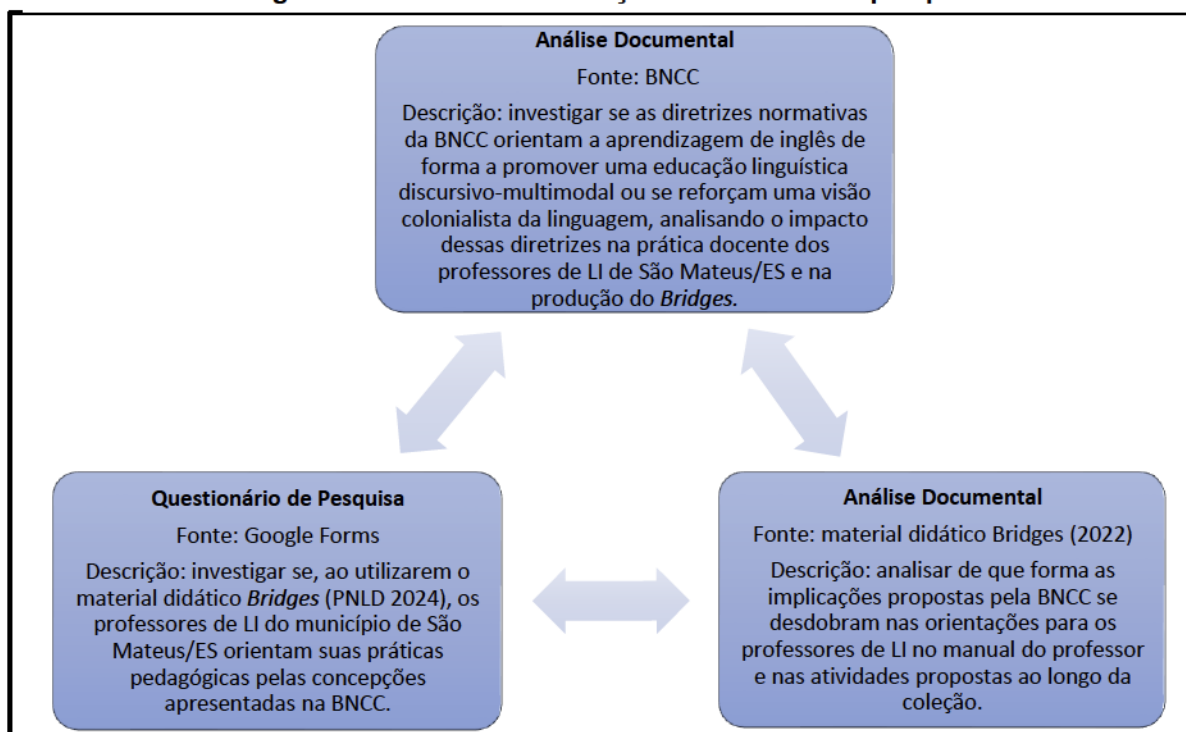 Análise Documental
Fonte: BNCC
Descrição: investigar se as diretrizes normativas
da BNCC orientam a aprendizagem de inglês de
forma a promover uma educação linguística
discursivo-multimodal ou se reforçam uma visão
colonialista da linguagem, analisando o impacto
dessas diretrizes na prática docente dos
professores de LI de São Mateus/ES e na
produção do Bridges.
Questionário de Pesquisa
Fonte: Google Forms
Descrição: investigar se, ao utilizarem o
material didático Bridges (PNLD 2024), os
professores de LI do município de São
Mateus/ES orientam suas práticas
pedagógicas pelas concepções
apresentadas na BNCC.
Análise Documental
Fonte: material didático Bridges (2022)
Descrição: analisar de que forma as
implicações propostas pela BNCC se
desdobram nas orientações para os
professores de LI no manual do professor
e nas atividades propostas ao longo da
coleção.